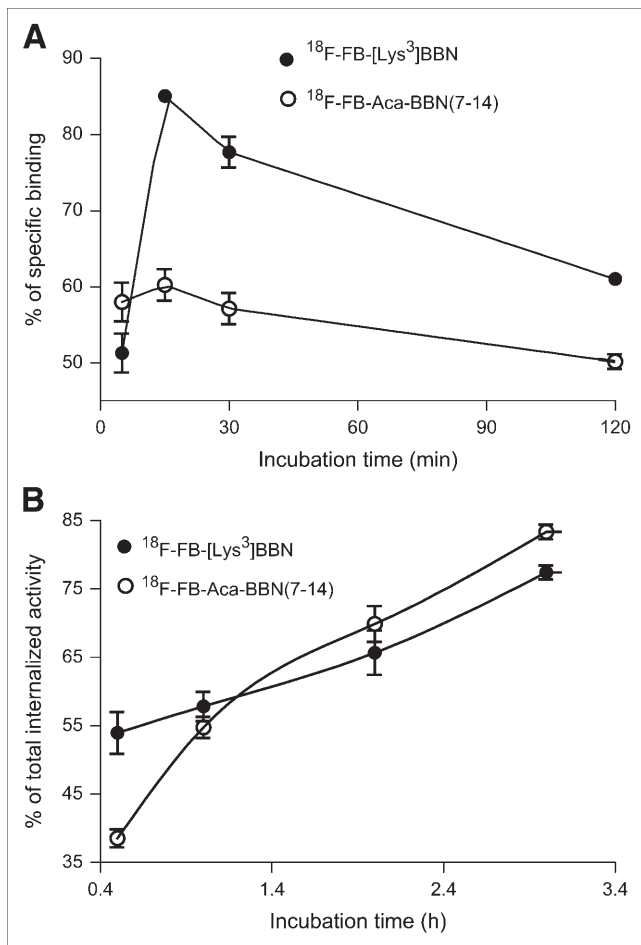 A
¹⁸F-FB-[Lys³]BBN
¹⁸F-FB-Aca-BBN(7-14)
90
80
70
60
50
% of specific binding
0 30 60 90 120
Incubation time (min)
B
¹⁸F-FB-[Lys³]BBN
¹⁸F-FB-Aca-BBN(7-14)
85
75
65
55
45
35
% of total internalized activity
0.4 1.4 2.4 3.4
Incubation time (h)